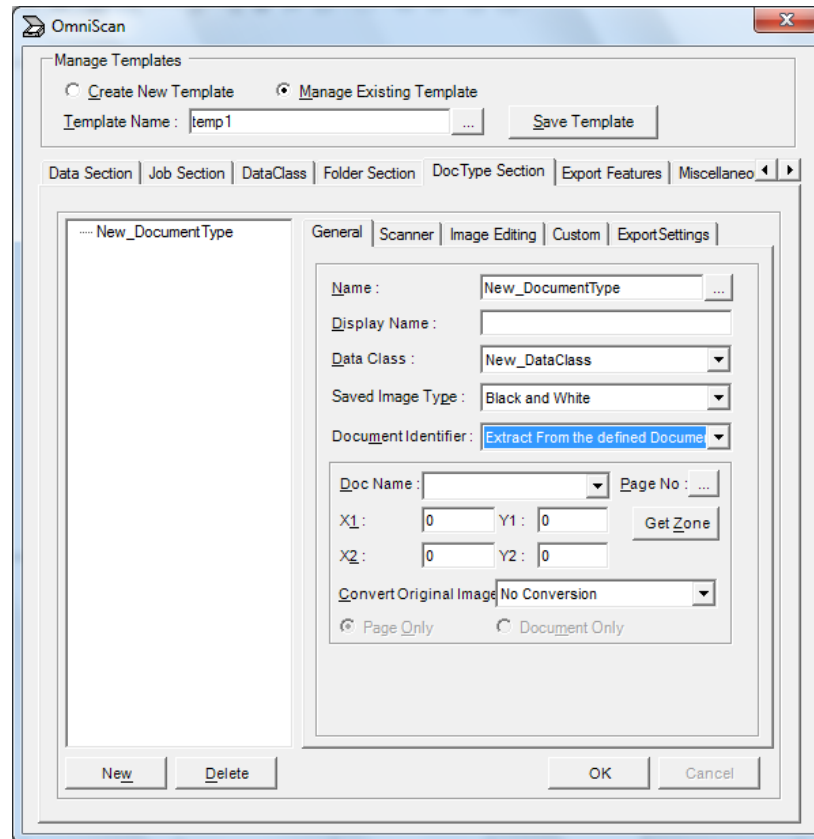 OmniScan
x
Manage Templates
Create New Template Manage Existing Template
Template Name : temp1 ... Save Template
Data Section Job Section DataClass Folder Section DocType Section Export Features Miscellaneo
New_DocumentType
General Scanner Image Editing Custom ExportSettings
Name : New_DocumentType ...
Display Name :
Data Class : New_DataClass
Saved Image Type : Black and White
Document Identifier : Extract From the defined Documer
Doc Name : Page No : ...
X1 : 0 Y1 : 0 Get Zone
X2 : 0 Y2 : 0
Convert Original Image No Conversion
Page Only Document Only
New Delete OK Cancel